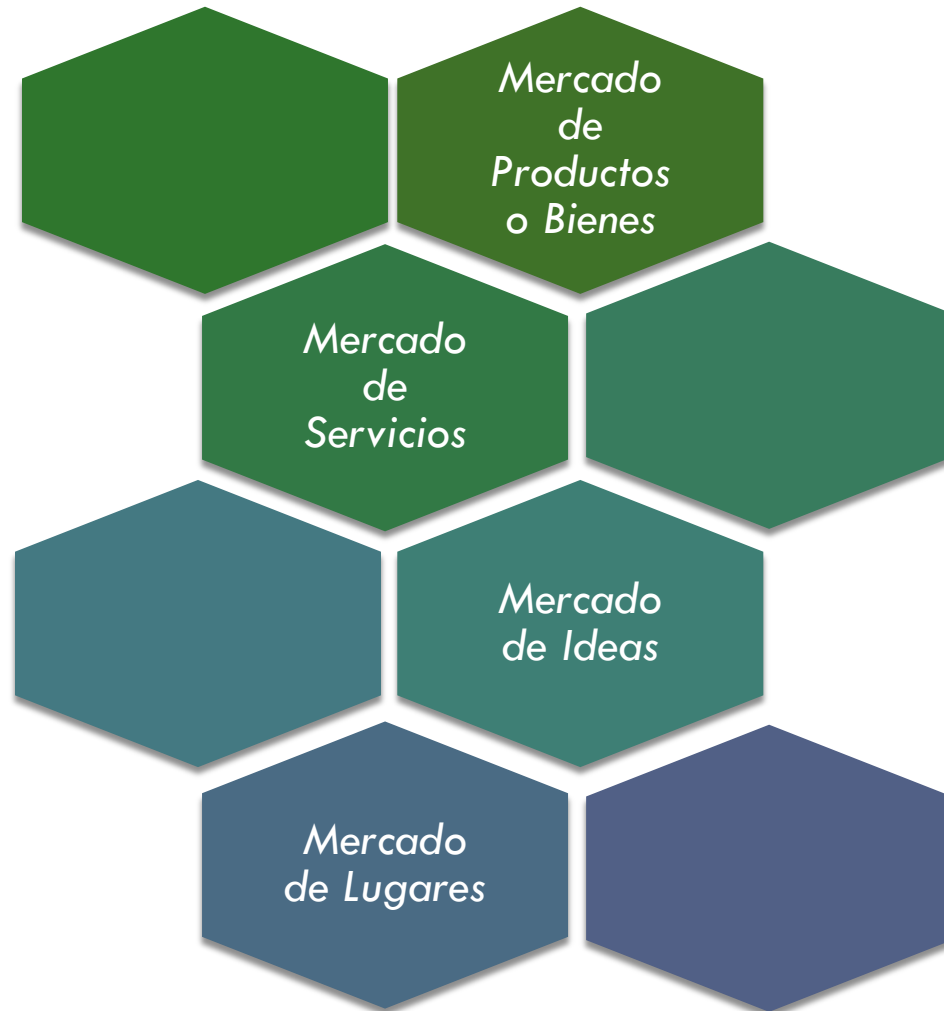 Mercado
de
Productos
o Bienes
Mercado
de
Servicios
Mercado
de Ideas
Mercado
de Lugares